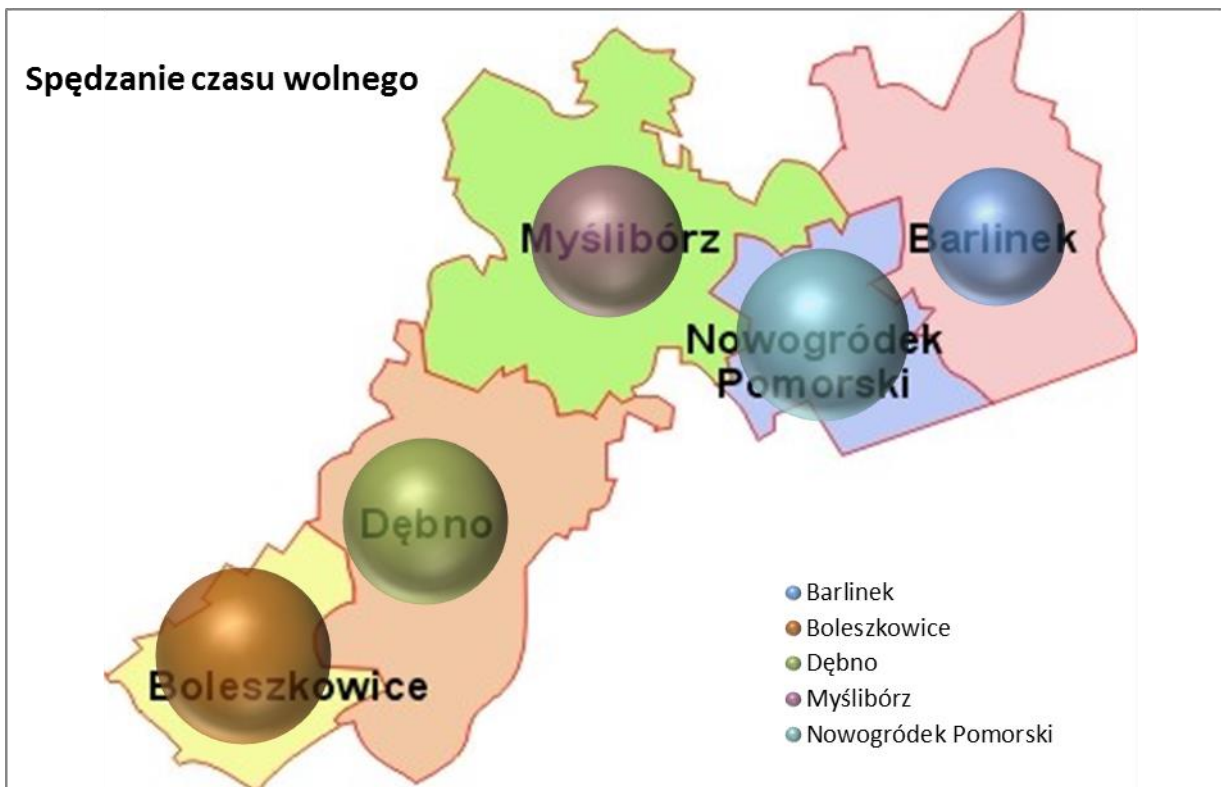 Spędzanie czasu wolnego
Myślibórz
Barlinek
Nowogródek
Pomorski
Dębno
Boleszkowice
Barlinek
Boleszkowice
Dębno
Myślibórz
Nowogródek Pomorski